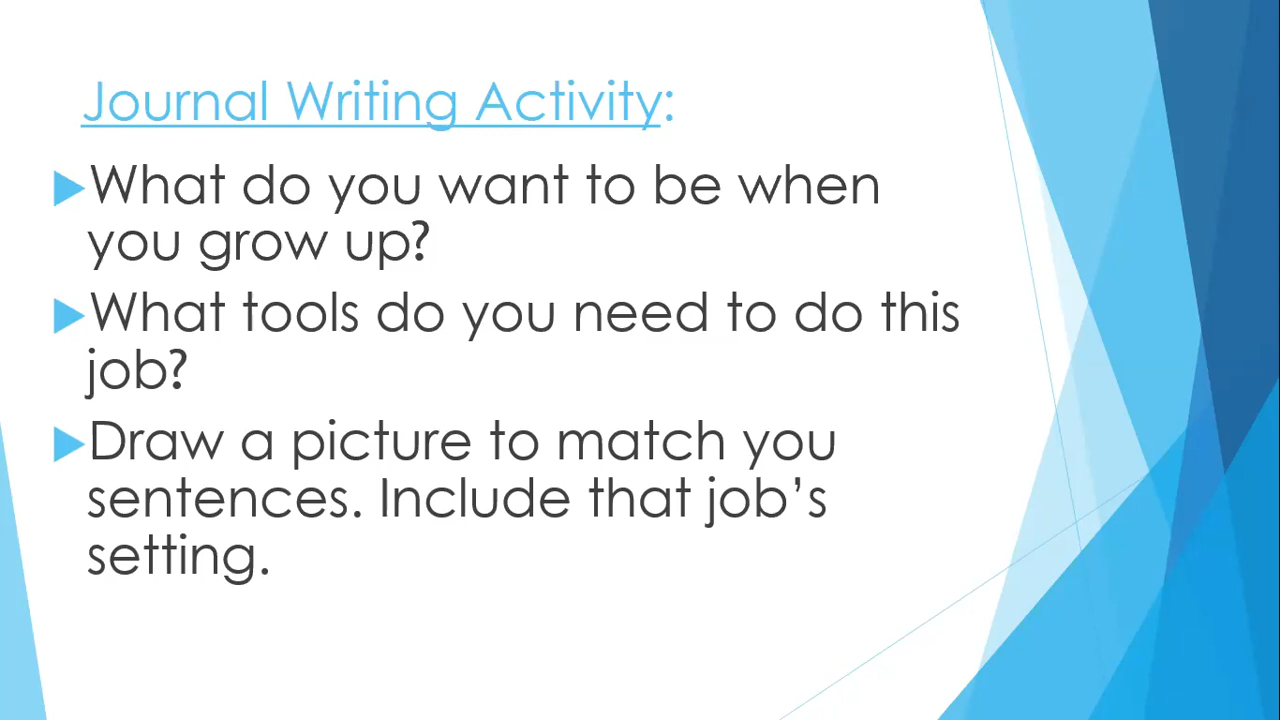 Journal Writing Activity:
What do you want to be when
you grow up?
What tools do you need to do this
job?
Draw a picture to match you
sentences. Include that job’s
setting.